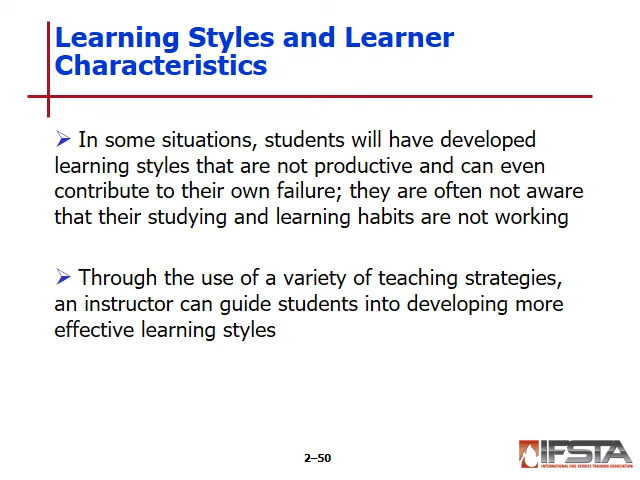 Learning Styles and Learner
Characteristics
In some situations, students will have developed
learning styles that are not productive and can even
contribute to their own failure; they are often not aware
that their studying and learning habits are not working
Through the use of a variety of teaching strategies,
an instructor can guide students into developing more
effective learning styles
2–50
IFSTA
INTERNATIONAL FIRE SERVICE TRAINING ASSOCIATION